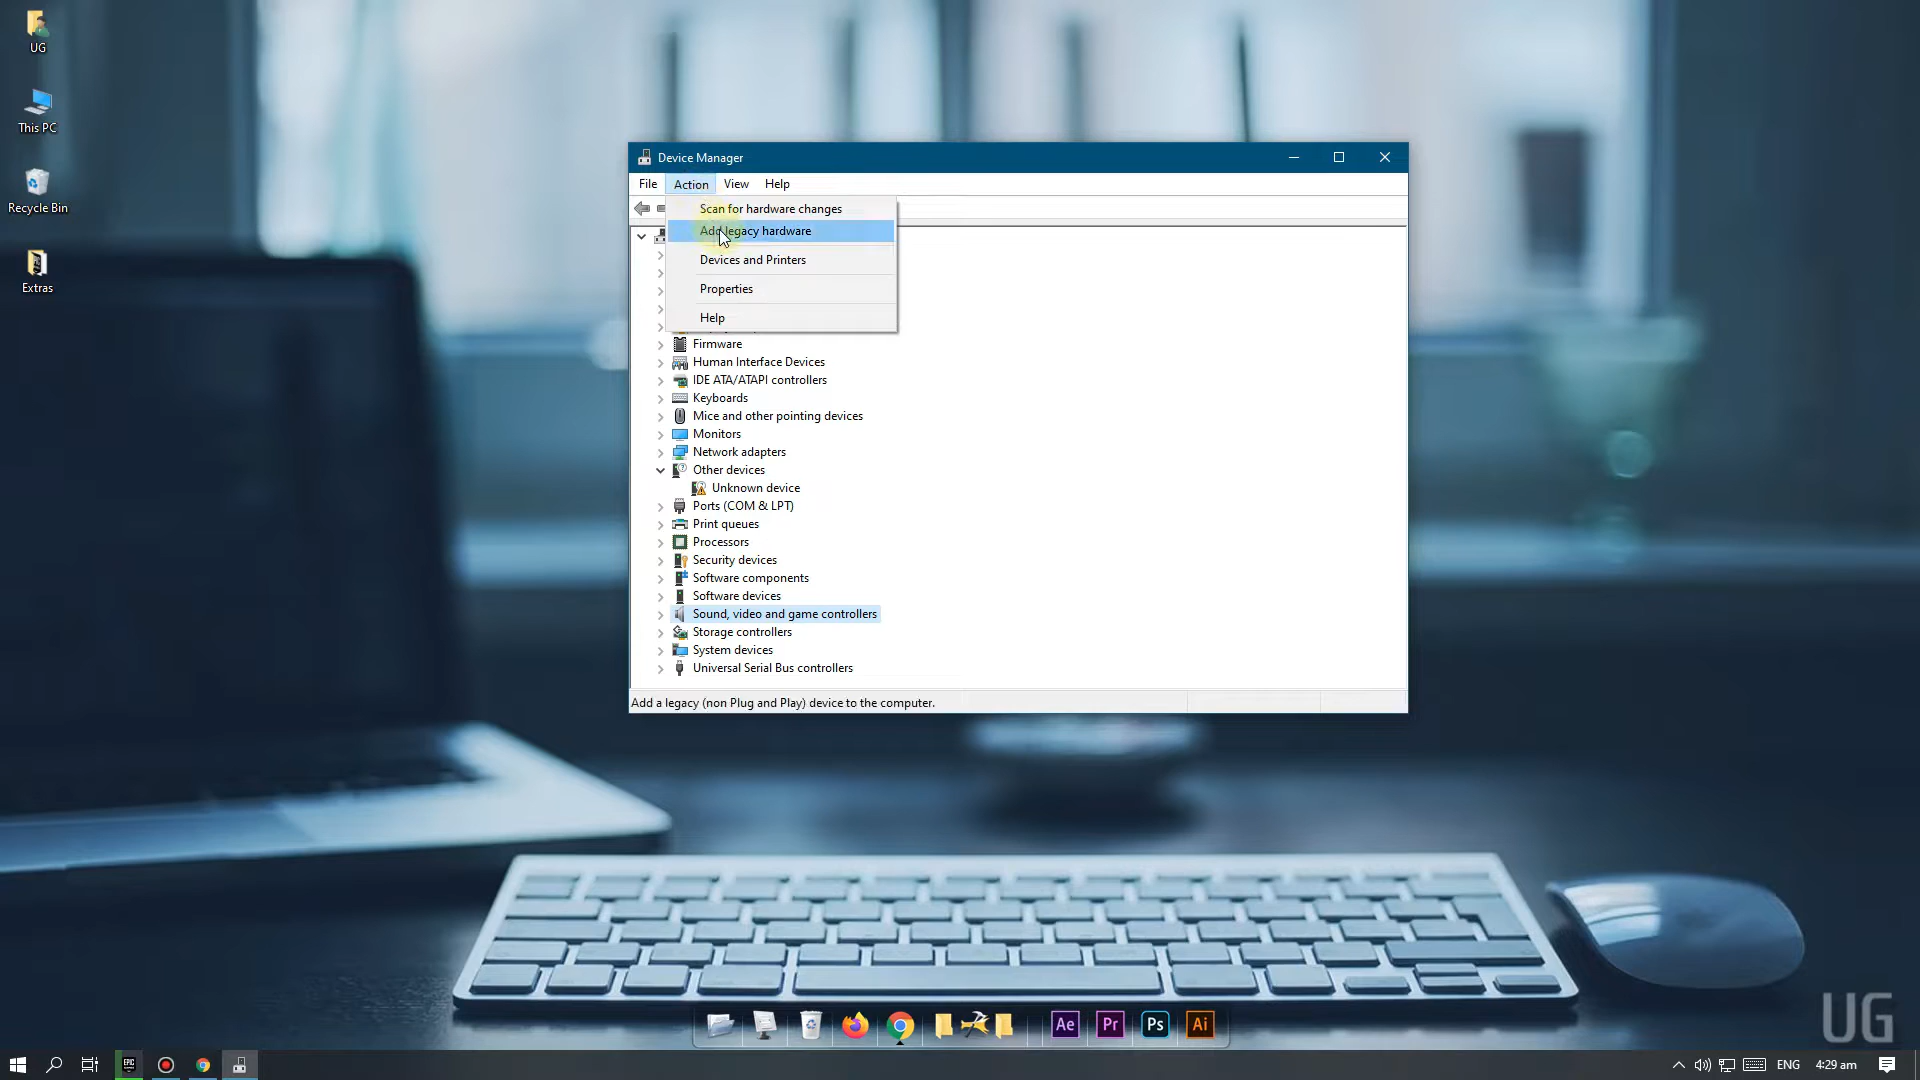 UG
This PC
Recycle Bin
Extras
Device Manager
File Action View Help
Scan for hardware changes
Add legacy hardware
Devices and Printers
Properties
Help
Firmware
Human Interface Devices
IDE ATA/ATAPI controllers
Keyboards
Mice and other pointing devices
Monitors
Network adapters
Other devices
Unknown device
Ports (COM & LPT)
Print queues
Processors
Security devices
Software components
Software devices
Sound, video and game controllers
Storage controllers
System devices
Universal Serial Bus controllers
Add a legacy (non Plug and Play) device to the computer.
UG
Ae Pr Ps Ai
EPIC
ENG 4:29 am